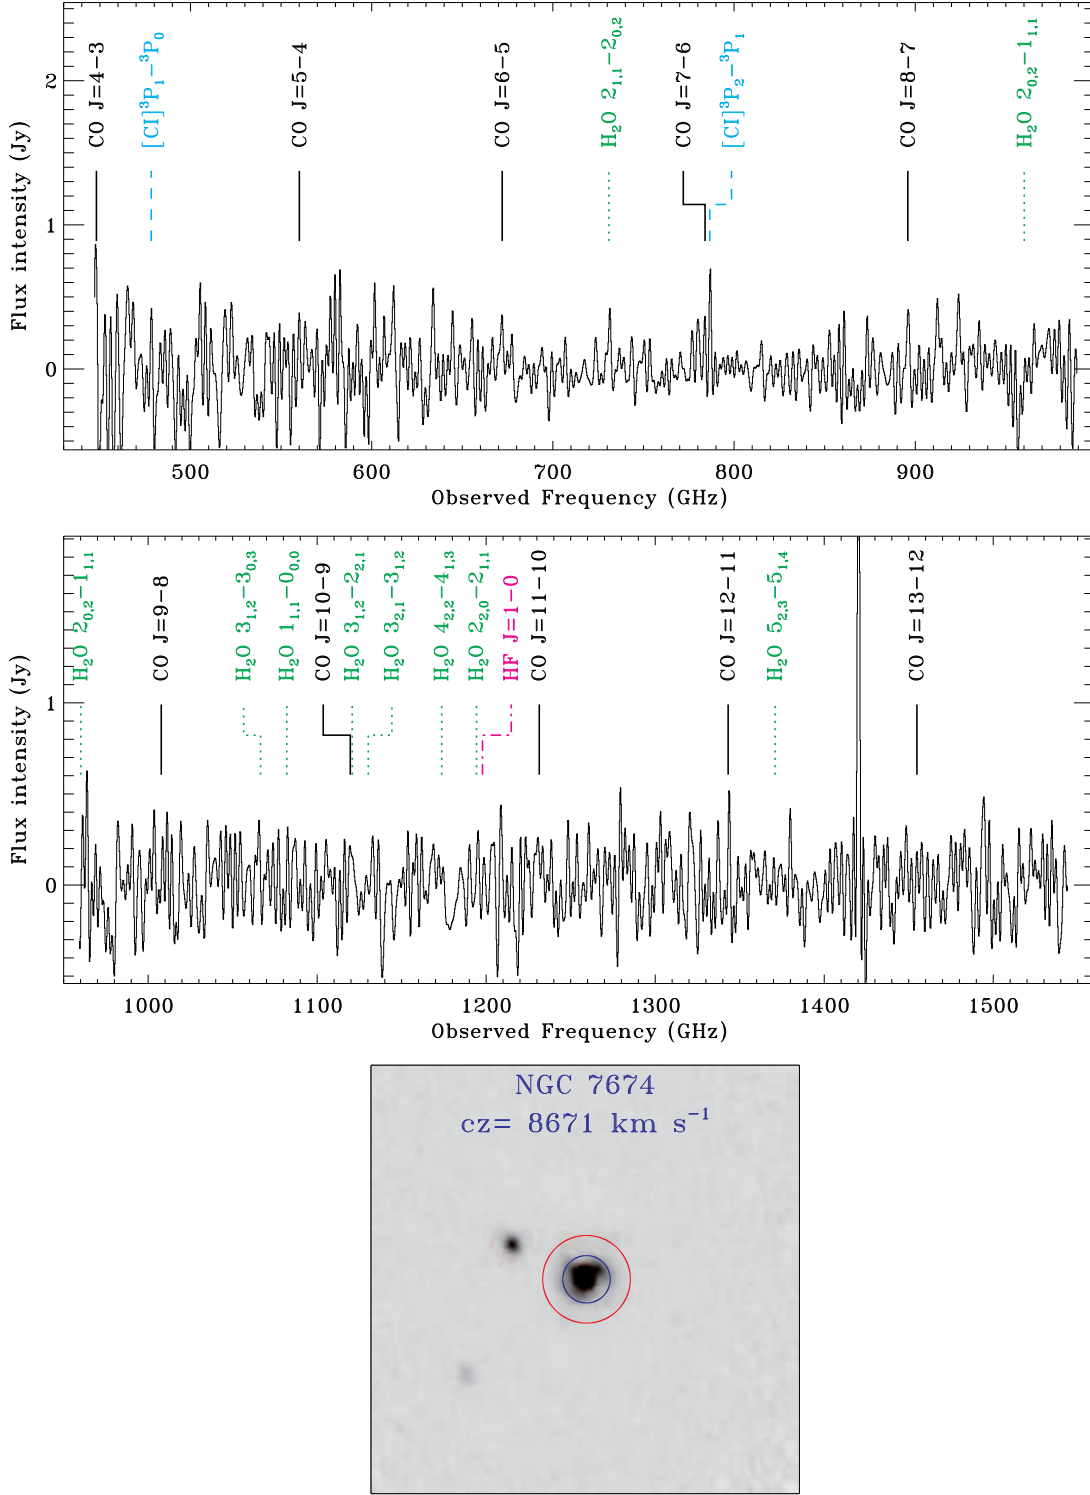 CO J=4−3
[CI]³P₁−³P₀
CO J=5−4
CO J=6−5
H₂O 2₁,₁−2₀,₂
CO J=7−6
[CI]³P₂−³P₁
CO J=8−7
H₂O 2₀,₂−1₁,₁
Flux intensity (Jy)
2
1
0
500
600
700
800
900
Observed Frequency (GHz)
H₂O 2₀,₂−1₁,₁
CO J=9−8
H₂O 3₁,₂−3₀,₃
H₂O 1₁,₁−0₀,₀
CO J=10−9
H₂O 3₁,₂−2₂,₁
H₂O 3₂,₁−3₁,₂
H₂O 4₂,₂−4₁,₃
H₂O 2₂,₀−2₁,₁
HF J=1−0
CO J=11−10
CO J=12−11
H₂O 5₂,₃−5₁,₄
CO J=13−12
Flux intensity (Jy)
1
0
1000
1100
1200
1300
1400
1500
Observed Frequency (GHz)
NGC 7674
cz= 8671 km s⁻¹